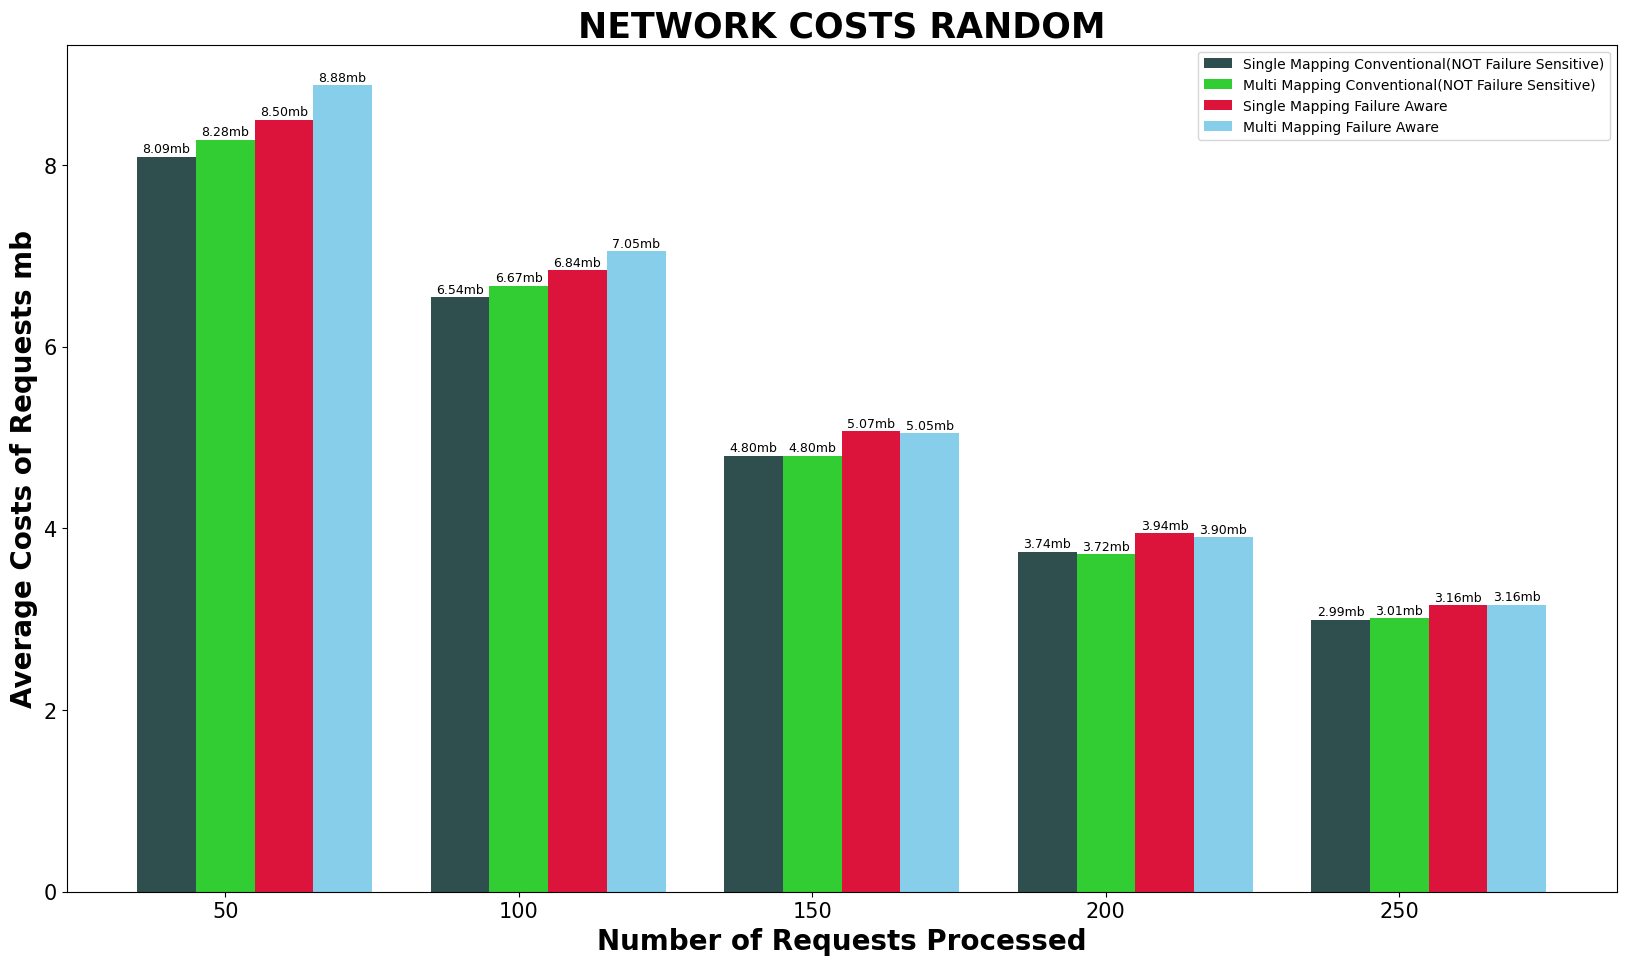 NETWORK COSTS RANDOM
Single Mapping Conventional(NOT Failure Sensitive)
Multi Mapping Conventional(NOT Failure Sensitive)
Single Mapping Failure Aware
Multi Mapping Failure Aware
Average Costs of Requests mb
8
6
4
2
0
8.09mb 8.28mb 8.50mb 8.88mb
6.54mb 6.67mb 6.84mb 7.05mb
4.80mb 4.80mb 5.07mb 5.05mb
3.74mb 3.72mb 3.94mb 3.90mb
2.99mb 3.01mb 3.16mb 3.16mb
50 100 150 200 250
Number of Requests Processed